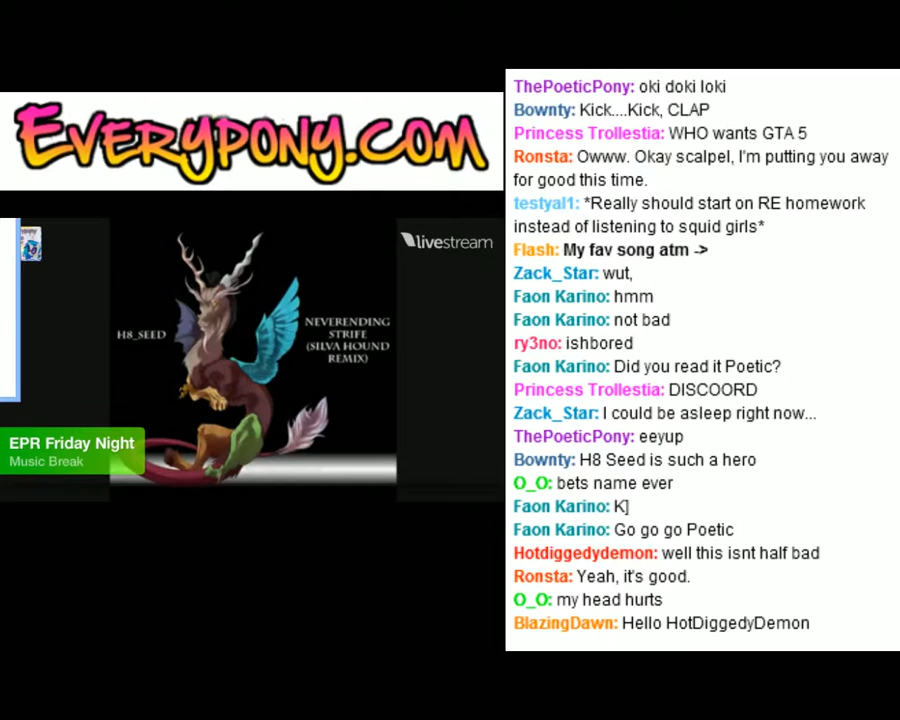 EVERYPONY.COM
livestream
H8_SEED
NEVERENDING
STRIFE
(SILVA HOUND
REMIX)
EPR Friday Night
Music Break
ThePoeticPony: oki doki loki
Bownty: Kick....Kick, CLAP
Princess Trollestia: WHO wants GTA 5
Ronsta: Owww. Okay scalpel, I'm putting you away
for good this time.
testyal1: *Really should start on RE homework
instead of listening to squid girls*
Flash: My fav song atm ->
Zack_Star: wut,
Faon Karino: hmm
Faon Karino: not bad
ry3no: ishbored
Faon Karino: Did you read it Poetic?
Princess Trollestia: DISCOORD
Zack_Star: I could be asleep right now...
ThePoeticPony: eeyup
Bownty: H8 Seed is such a hero
O_O: bets name ever
Faon Karino: K]
Faon Karino: Go go go Poetic
Hotdiggedydemon: well this isnt half bad
Ronsta: Yeah, it's good.
O_O: my head hurts
BlazingDawn: Hello HotDiggedyDemon